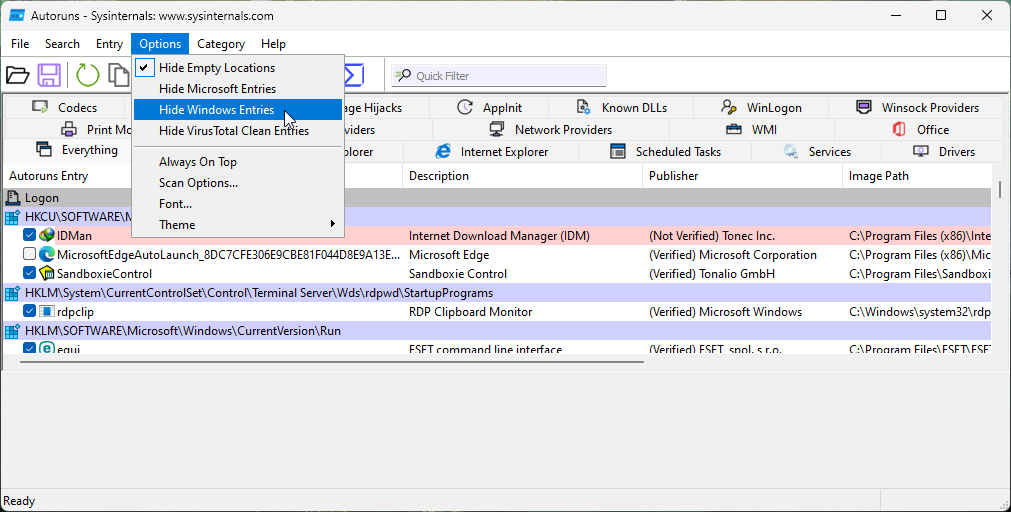 Autoruns - Sysinternals: www.sysinternals.com
File Search Entry Options Category Help
Hide Empty Locations
Hide Microsoft Entries
Hide Windows Entries
Hide VirusTotal Clean Entries
Always On Top
Scan Options...
Font...
Theme
Quick Filter
Codecs age Hijacks AppInit Known DLLs WinLogon Winsock Providers
Print Mo viders Network Providers WMI Office
Everything plorer Internet Explorer Scheduled Tasks Services Drivers
Autoruns Entry Description Publisher Image Path
Logon
HKCU\SOFTWARE\M
IDMan Internet Download Manager (IDM) (Not Verified) Tonec Inc. C:\Program Files (x86)\Inte
MicrosoftEdgeAutoLaunch_8DC7CFE306E9CBE81F044D8E9A13E... Microsoft Edge (Verified) Microsoft Corporation C:\Program Files (x86)\Mic
SandboxieControl Sandboxie Control (Verified) Tonalio GmbH C:\Program Files\Sandboxi
HKLM\System\CurrentControlSet\Control\Terminal Server\Wds\rdpwd\StartupPrograms
rdpclip RDP Clipboard Monitor (Verified) Microsoft Windows C:\Windows\system32\rdp
HKLM\SOFTWARE\Microsoft\Windows\CurrentVersion\Run
egui ESET command line interface (Verified) ESET, spol. s r.o. C:\Program Files\ESET\ESET
Ready